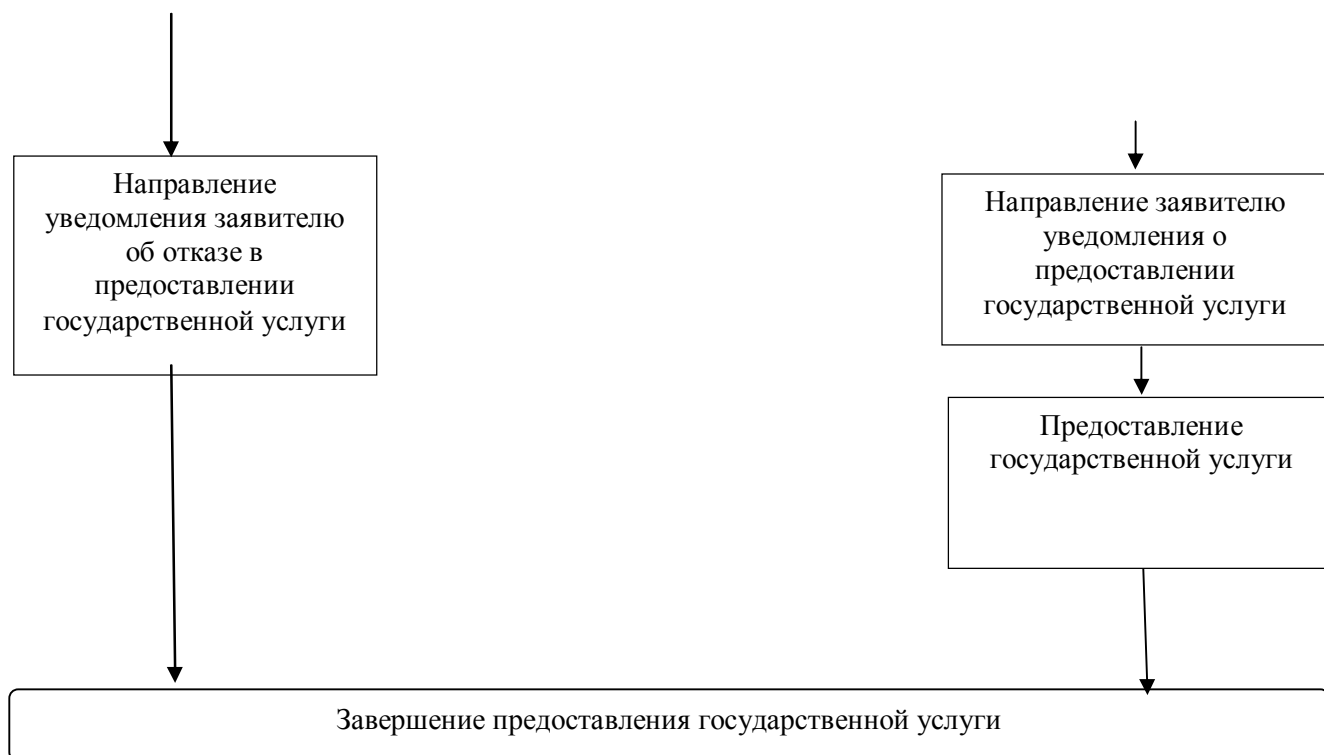 Направление
уведомления заявителю
об отказе в
предоставлении
государственной услуги
Направление заявителю
уведомления о
предоставлении
государственной услуги
Предоставление
государственной услуги
Завершение предоставления государственной услуги